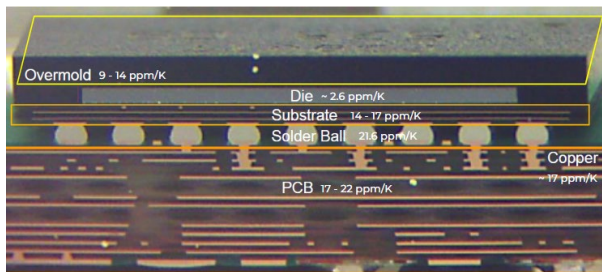 Overmold 9 - 14 ppm/K
Die ~ 2.6 ppm/K
Substrate 14 - 17 ppm/K
Solder Ball 21.6 ppm/K
Copper
~ 17 ppm/K
PCB 17 - 22 ppm/K